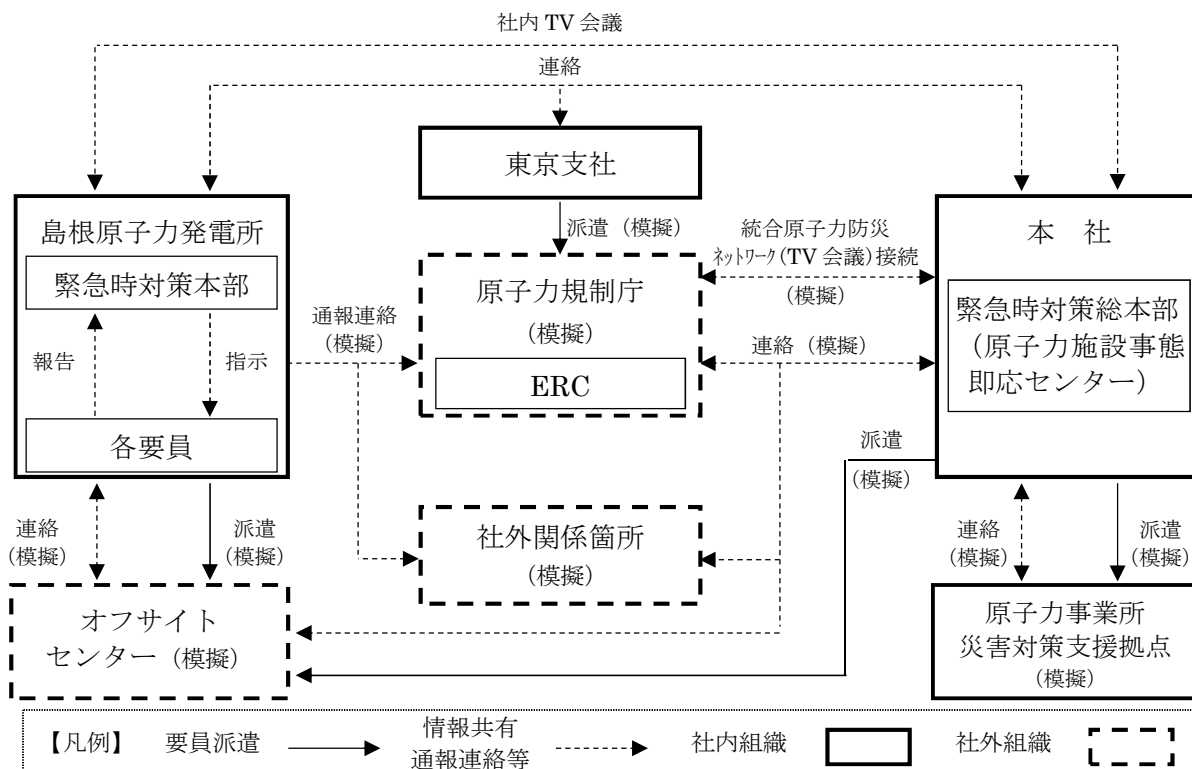 社内 TV 会議
連絡
東京支社
島根原子力発電所
緊急時対策本部
報告
指示
各要員
派遣（模擬）
通報連絡
（模擬）
原子力規制庁
（模擬）
ERC
統合原子力防災
ﾈｯﾄﾜｰｸ（TV 会議）接続
（模擬）
連絡（模擬）
本　社
緊急時対策総本部
（原子力施設事態
即応センター）
派遣
（模擬）
社外関係箇所
（模擬）
連絡
（模擬）
派遣
（模擬）
オフサイト
センター（模擬）
連絡
（模擬）
派遣
（模擬）
原子力事業所
災害対策支援拠点
（模擬）
【凡例】　要員派遣　情報共有　社内組織　社外組織
通報連絡等